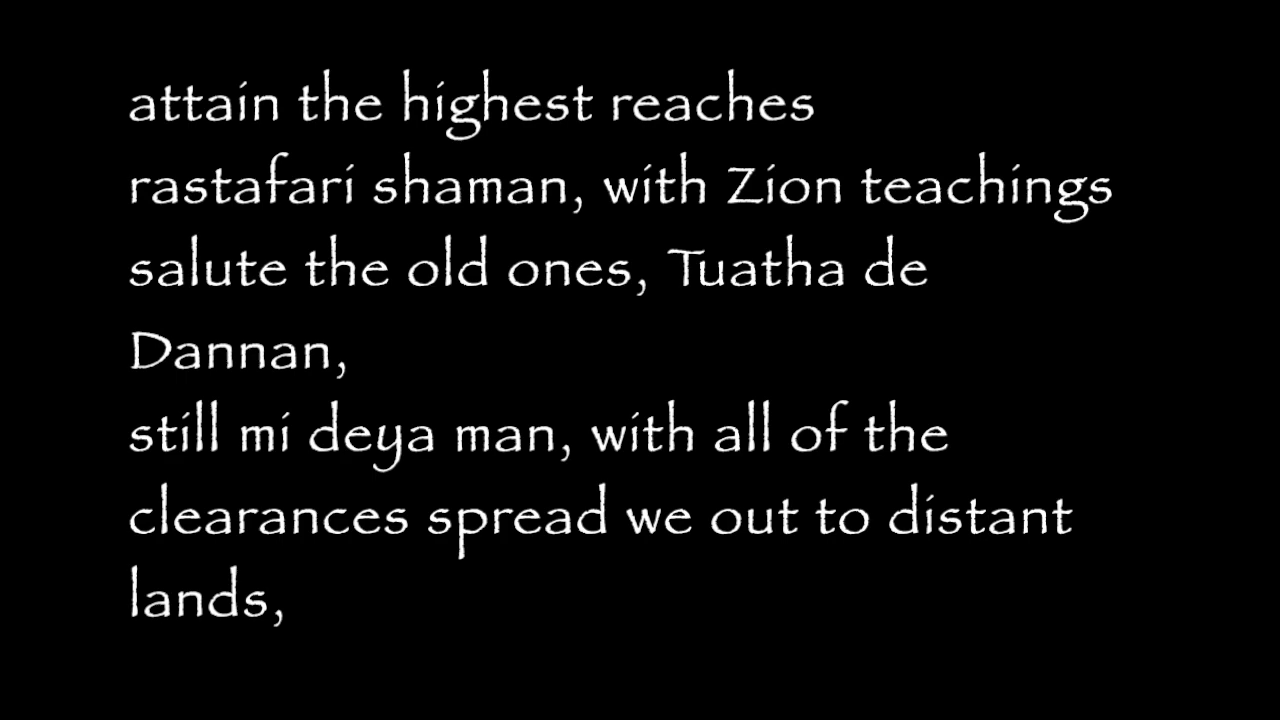 attain the highest reaches
rastafari shaman, with Zion teachings
salute the old ones, Tuatha de
Dannan,
still mi deya man, with all of the
clearances spread we out to distant
lands,